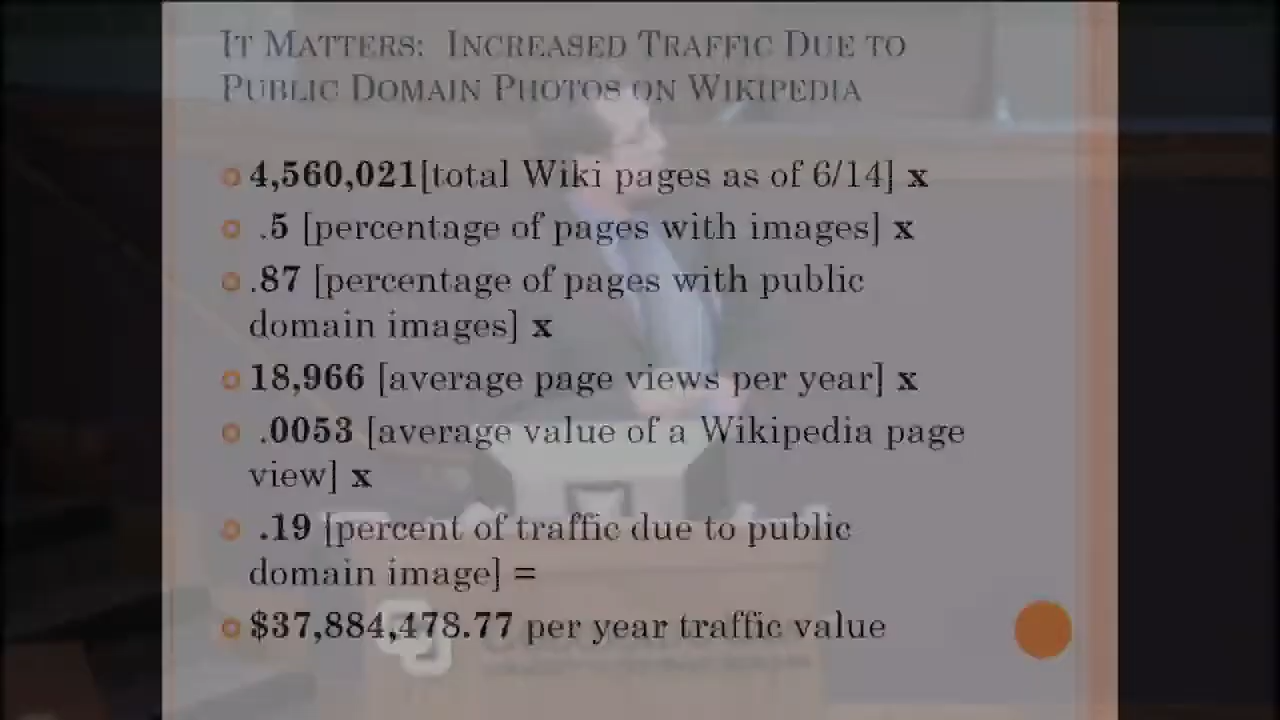 IT MATTERS: INCREASED TRAFFIC DUE TO
PUBLIC DOMAIN PHOTOS ON WIKIPEDIA
4,560,021[total Wiki pages as of 6/14] x
.5 [percentage of pages with images] x
.87 [percentage of pages with public
domain images] x
18,966 [average page views per year] x
.0053 [average value of a Wikipedia page
view] x
.19 [percent of traffic due to public
domain image] =
$37,884,478.77 per year traffic value